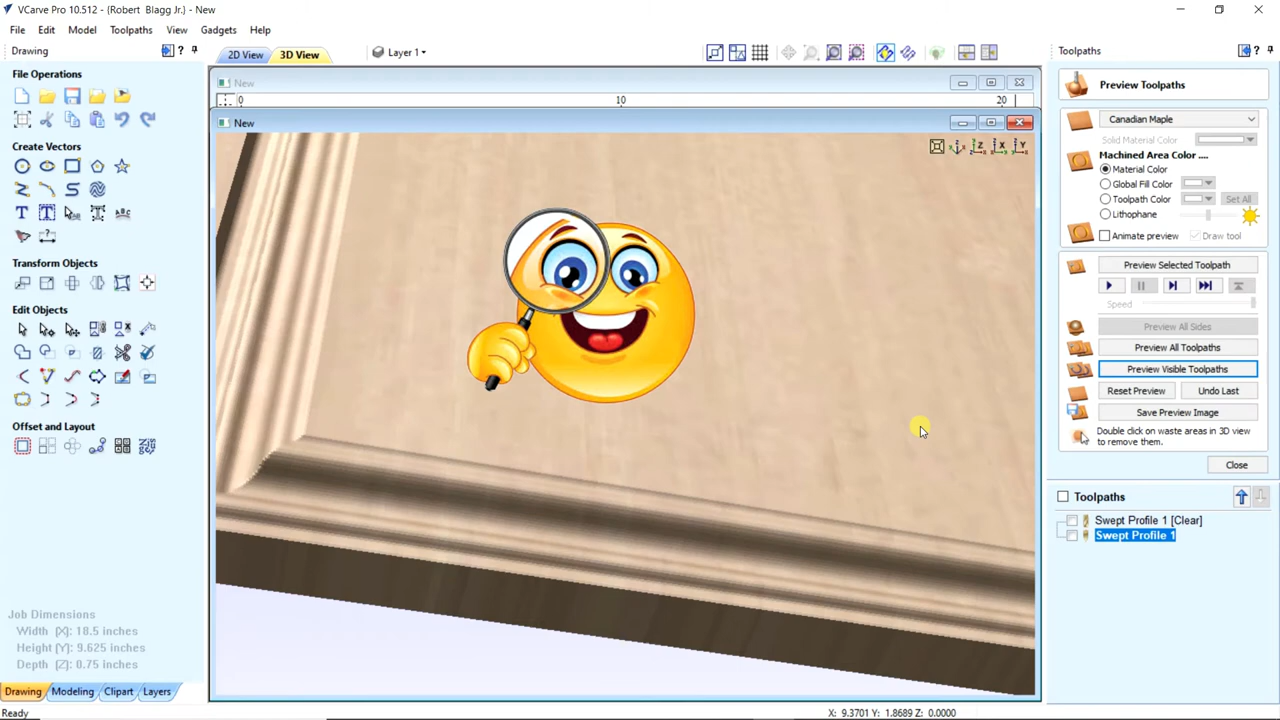 VCarve Pro 10.512 - (Robert Blagg Jr.) - New
File Edit Model Toolpaths View Gadgets Help
Drawing
2D View 3D View Layer 1
Toolpaths
File Operations
Create Vectors
Transform Objects
Edit Objects
Offset and Layout
Job Dimensions
Width (X): 18.5 inches
Height (Y): 9.625 inches
Depth (Z): 0.75 inches
Drawing Modeling Clipart Layers
Ready
New
0 10 20
New
Z X Y
Preview Toolpaths
Canadian Maple
Solid Material Color
Machined Area Color ....
Material Color
Global Fill Color
Toolpath Color Set All
Lithophane
Animate preview Draw tool
Preview Selected Toolpath
Speed
Preview All Sides
Preview All Toolpaths
Preview Visible Toolpaths
Reset Preview Undo Last
Save Preview Image
Double click on waste areas in 3D view
to remove them.
Close
Toolpaths
Swept Profile 1 [Clear]
Swept Profile 1
X: 9.3701 Y: 1.8689 Z: 0.0000